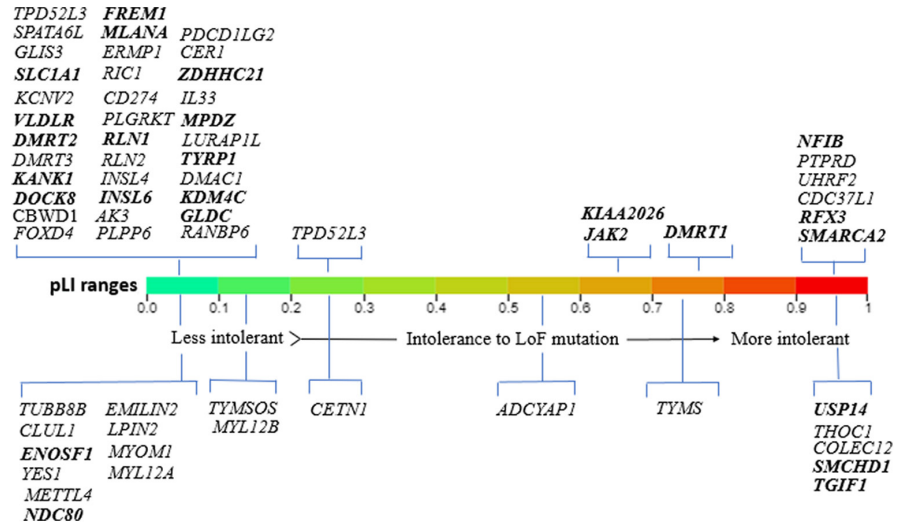 TPD52L3 FREM1
SPATA6L MLANA PDCD1LG2
GLIS3 ERMP1 CER1
SLC1A1 RIC1 ZDHHC21
KCNV2 CD274 IL33
VLDLR PLGRKT MPDZ
DMRT2 RLN1 LURAP1L
DMRT3 RLN2 TYRP1
KANK1 INSL4 DMAC1
DOCK8 INSL6 KDM4C
CBWD1 AK3 GLDC
FOXD4 PLPP6 RANBP6
TPD52L3
KIAA2026
JAK2
DMRT1
NFIB
PTPRD
UHRF2
CDC37L1
RFX3
SMARCA2
pLI ranges
0.0 0.1 0.2 0.3 0.4 0.5 0.6 0.7 0.8 0.9 1
Less intolerant Intolerance to LoF mutation More intolerant
TUBB8B EMILIN2
CLUL1 LPIN2
ENOSF1 MYOM1
YES1 MYL12A
METTL4
NDC80
TYMSOS
MYL12B
CETN1
ADCYAP1
TYMS
USP14
THOC1
COLEC12
SMCHD1
TGIF1